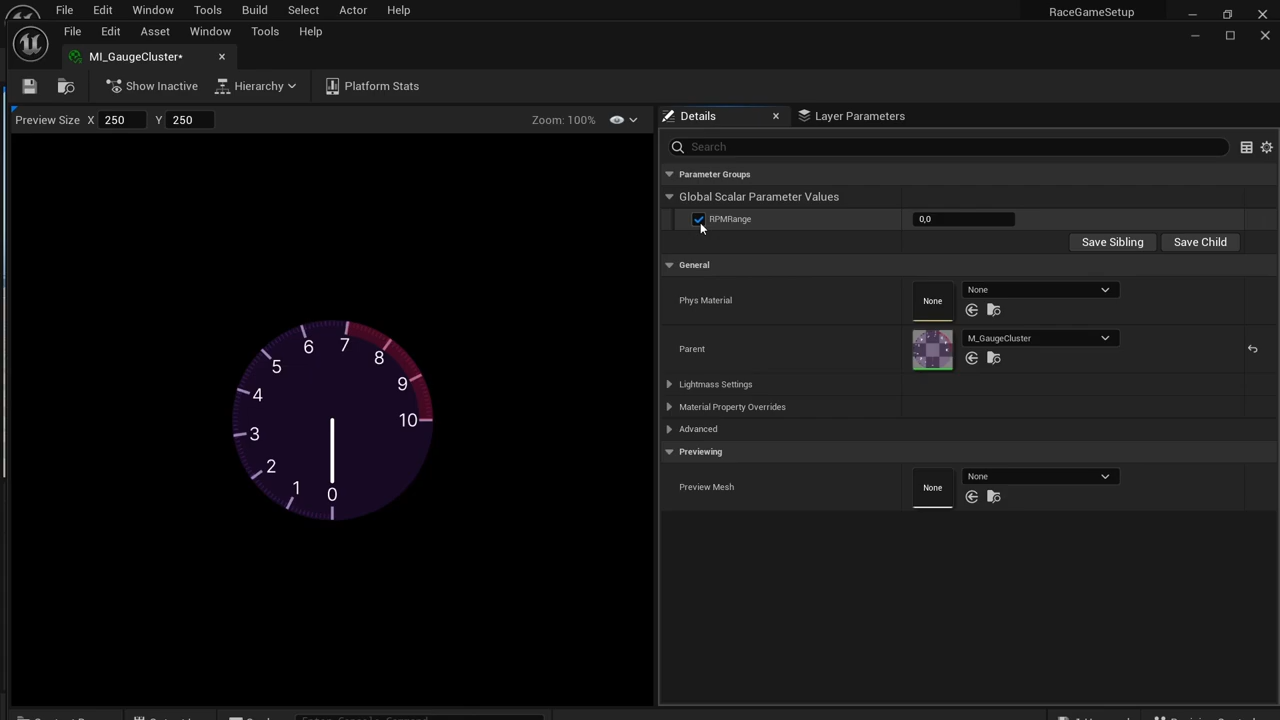 File Edit Window Tools Build Select Actor Help RaceGameSetup
File Edit Asset Window Tools Help
MI_GaugeCluster*
Show Inactive Hierarchy Platform Stats
Preview Size X 250 Y 250 Zoom: 100%
Details Layer Parameters
Search
Parameter Groups
Global Scalar Parameter Values
RPMRange 0,0
Save Sibling Save Child
General
Phys Material None None
Parent M_GaugeCluster
Lightmass Settings
Material Property Overrides
Advanced
Previewing
Preview Mesh None None
6 7 8
5 9
4 10
3
2
1 0